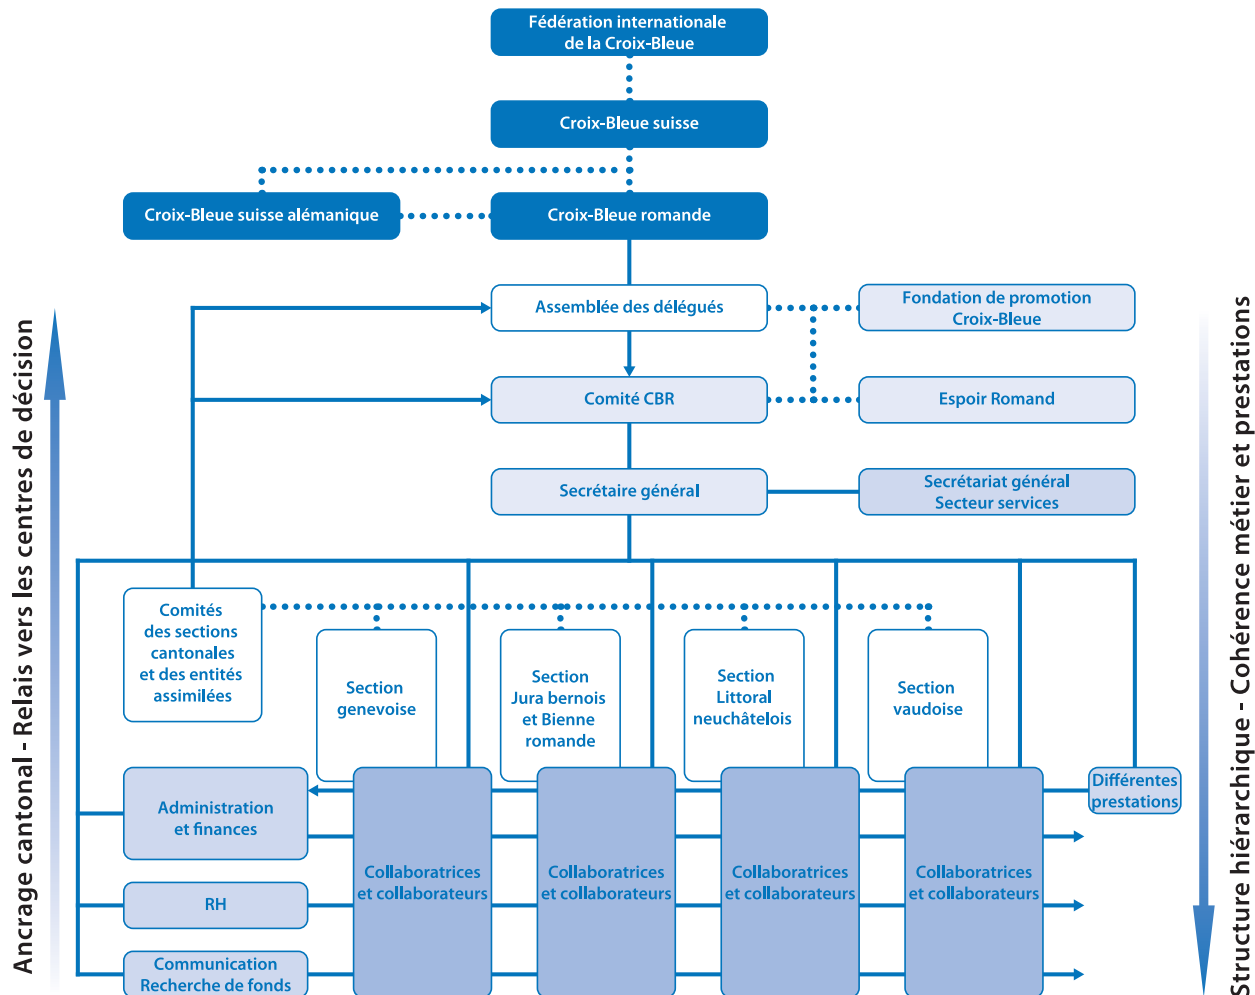 Fédération internationale
de la Croix-Bleue
Croix-Bleue suisse
Croix-Bleue suisse alémanique
Croix-Bleue romande
Assemblée des délégués
Fondation de promotion
Croix-Bleue
Comité CBR
Espoir Romand
Secrétaire général
Secrétariat général
Secteur services
Comités
des sections
cantonales
et des entités
assimilées
Section
genevoise
Section
Jura bernois
et Bienne
romande
Section
Littoral
neuchâtelois
Section
vaudoise
Différentes
prestations
Administration
et finances
RH
Communication
Recherche de fonds
Collaboratrices
et collaborateurs
Collaboratrices
et collaborateurs
Collaboratrices
et collaborateurs
Collaboratrices
et collaborateurs
Ancrage cantonal - Relais vers les centres de décision
Structure hiérarchique - Cohérence métier et prestations